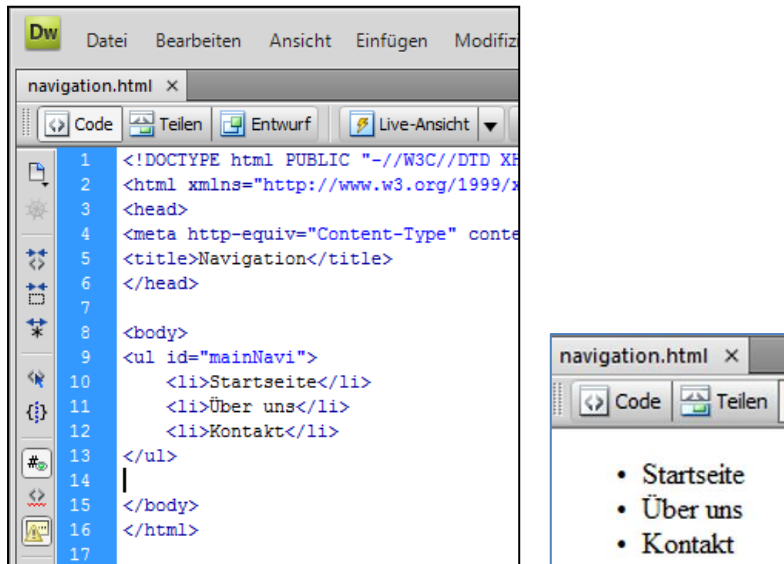 Dw Datei Bearbeiten Ansicht Einfügen Modifizi
navigation.html ×
Code Teilen Entwurf Live-Ansicht
1 <!DOCTYPE html PUBLIC "-//W3C//DTD XH
2 <html xmlns="http://www.w3.org/1999/x
3 <head>
4 <meta http-equiv="Content-Type" conte
5 <title>Navigation</title>
6 </head>
7
8 <body>
9 <ul id="mainNavi">
10 <li>Startseite</li>
11 <li>Über uns</li>
12 <li>Kontakt</li>
13 </ul>
14
15 </body>
16 </html>
17
navigation.html ×
Code Teilen
• Startseite
• Über uns
• Kontakt